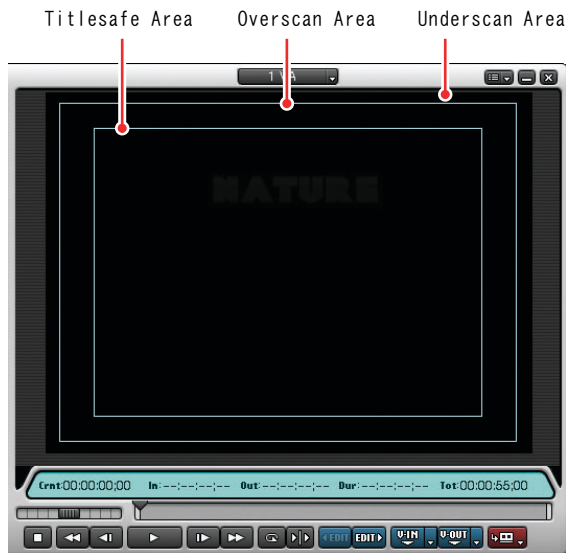 Titlesafe Area Overscan Area Underscan Area
1 VA
NATURE
Crnt:00:00:00;00 In:--:--:--;-- Out:--:--:--;-- Dur:--:--:--;-- Tot:00:00:55;00
EDIT EDIT V-IN V-OUT